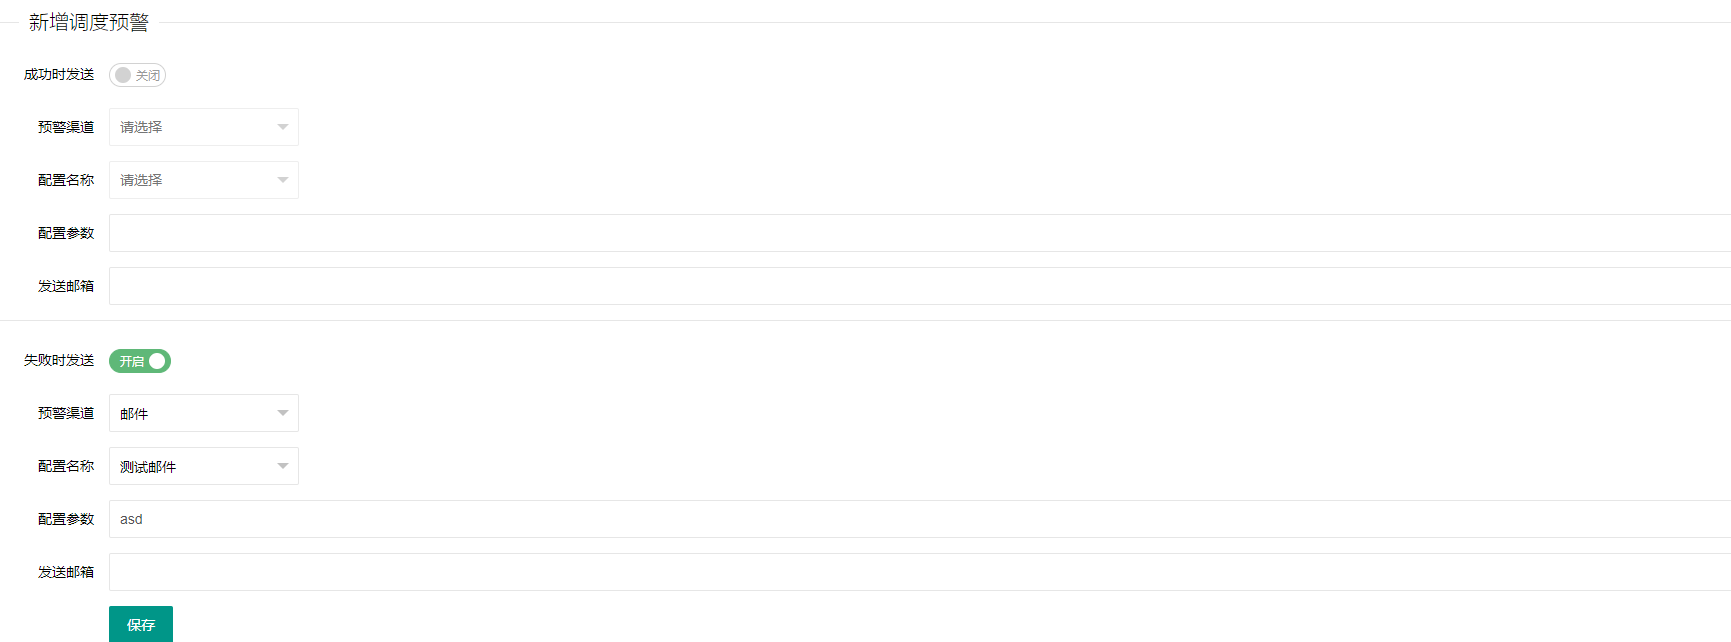 新增调度预警
成功时发送 关闭
预警渠道 请选择
配置名称 请选择
配置参数
发送邮箱
失败时发送 开启
预警渠道 邮件
配置名称 测试邮件
配置参数 asd
发送邮箱
保存